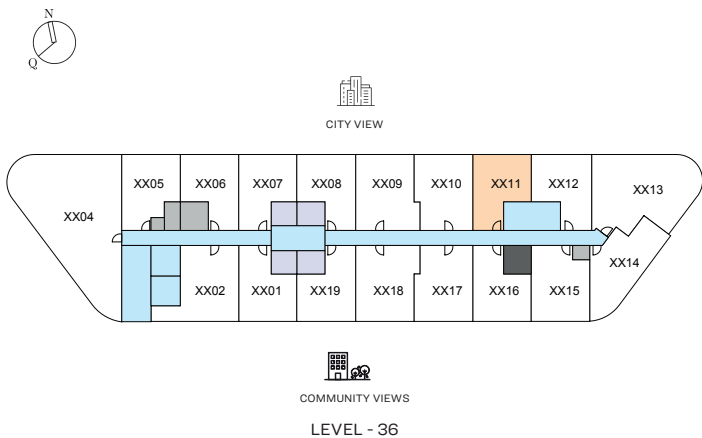 N
Q
CITY VIEW
XX05 XX06 XX07 XX08 XX09 XX10 XX11 XX12 XX13
XX04
XX14
XX02 XX01 XX19 XX18 XX17 XX16 XX15
COMMUNITY VIEWS
LEVEL - 36